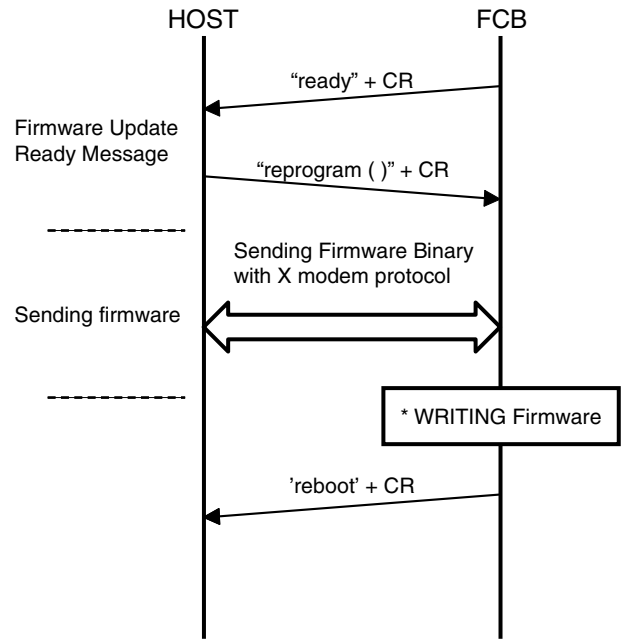 HOST
FCB
“ready” + CR
Firmware Update
Ready Message
“reprogram ( )” + CR
Sending Firmware Binary
with X modem protocol
Sending firmware
* WRITING Firmware
’reboot’ + CR